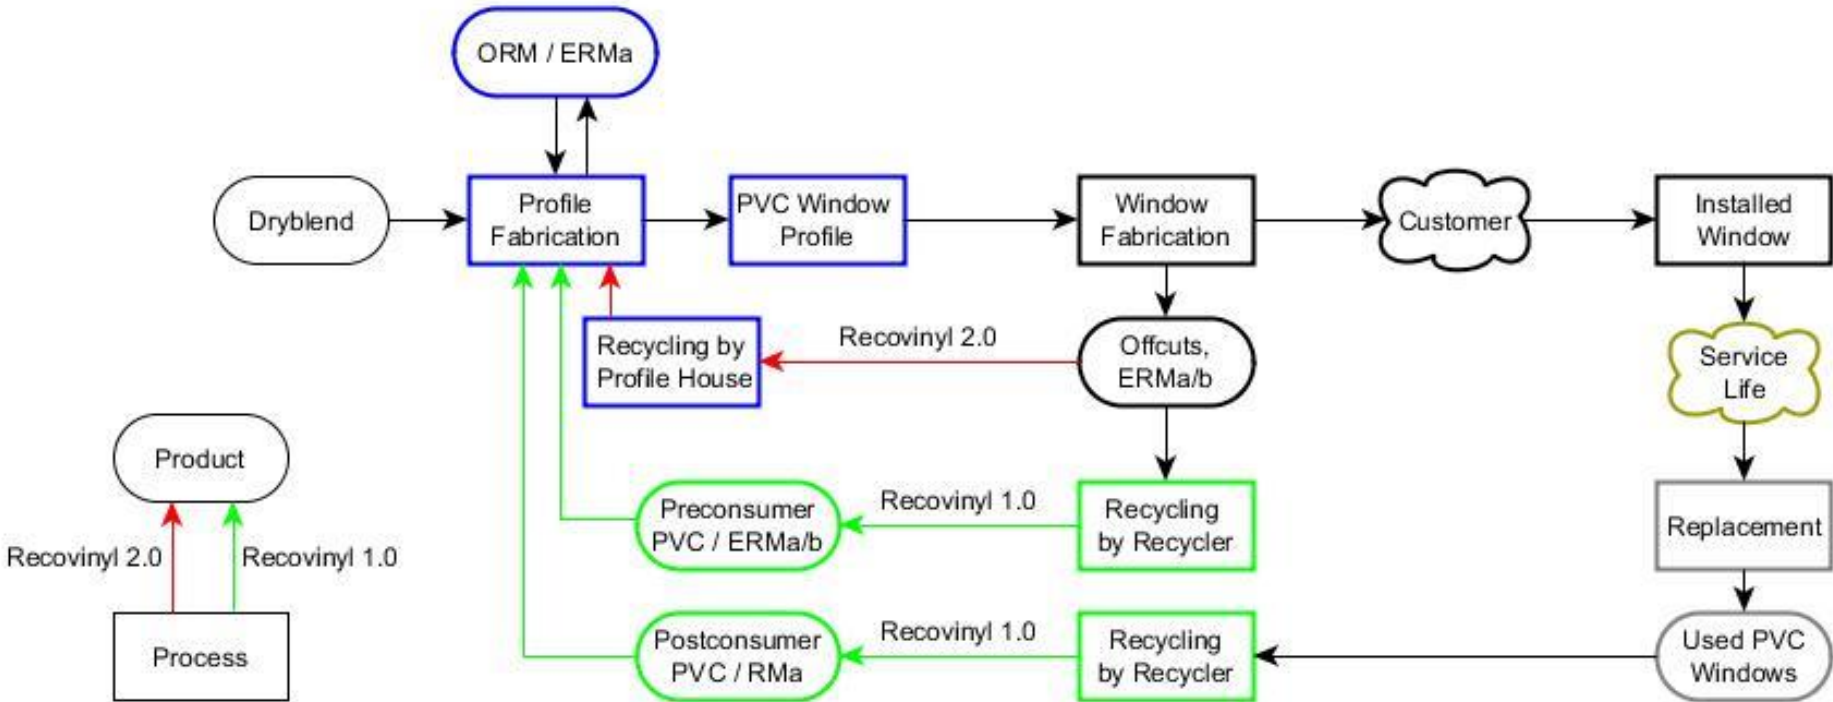 ORM / ERMa
Dryblend
Profile
Fabrication
PVC Window
Profile
Window
Fabrication
Customer
Installed
Window
Recycling by
Profile House
Recovinyl 2.0
Offcuts,
ERMa/b
Service
Life
Product
Recovinyl 2.0
Recovinyl 1.0
Process
Preconsumer
PVC / ERMa/b
Recovinyl 1.0
Recycling
by Recycler
Replacement
Postconsumer
PVC / RMa
Recovinyl 1.0
Recycling
by Recycler
Used PVC
Windows